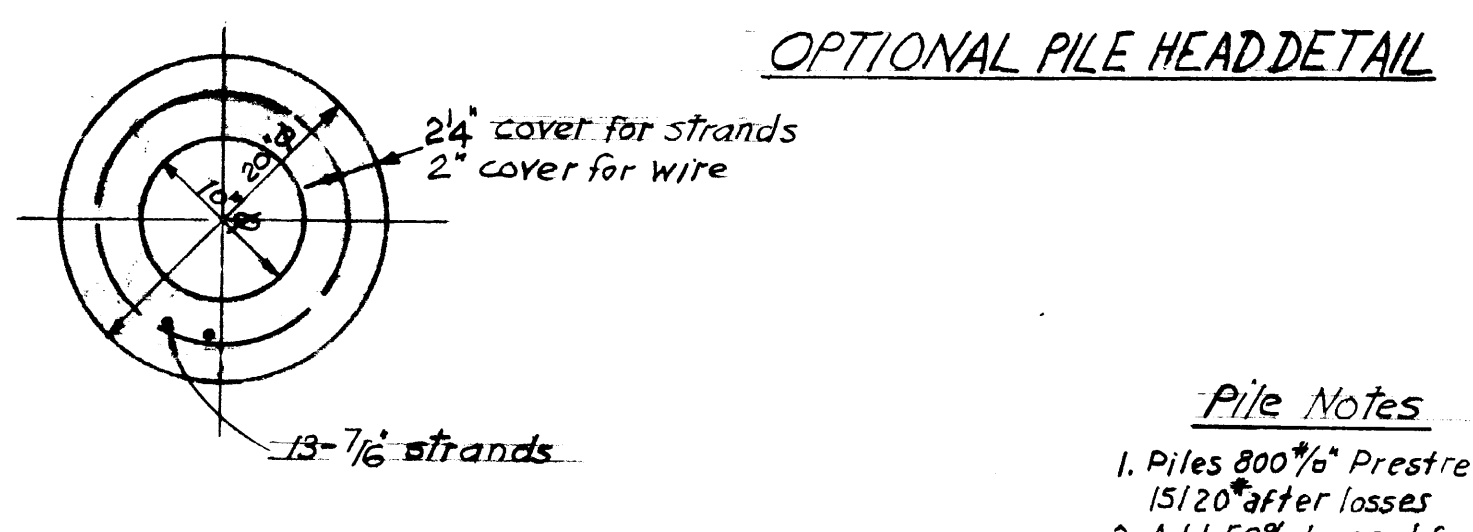 OPTIONAL PILE HEAD DETAIL
2¼" cover for strands
2" cover for wire
20"ø
10"ø
13-7/16" strands
Pile Notes
1. Piles 800#/□" Prestre
15120# after losses